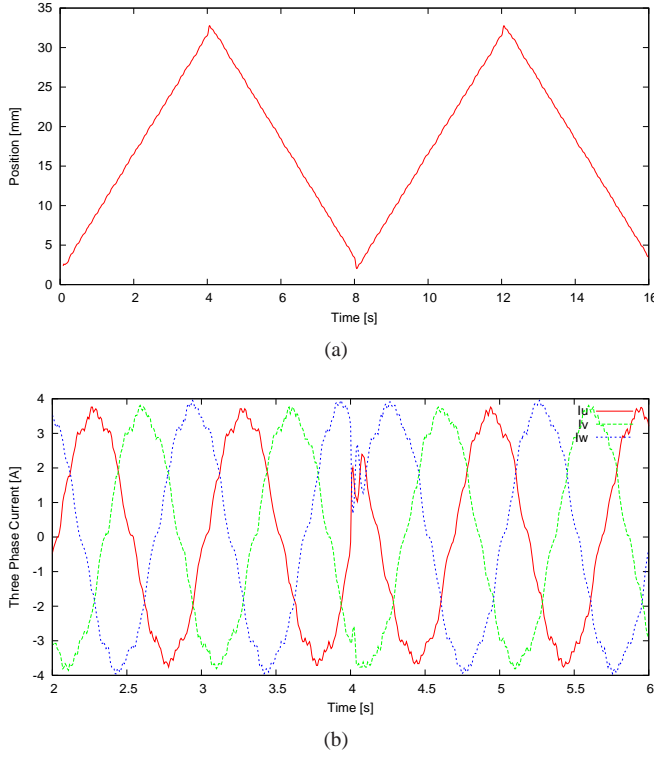 35
30
25
20
15
10
5
0
Position [mm]
0 2 4 6 8 10 12 14 16
Time [s]
(a)
4
3
2
1
0
-1
-2
-3
-4
Three Phase Current [A]
Iu
Iv
Iw
2 2.5 3 3.5 4 4.5 5 5.5 6
Time [s]
(b)